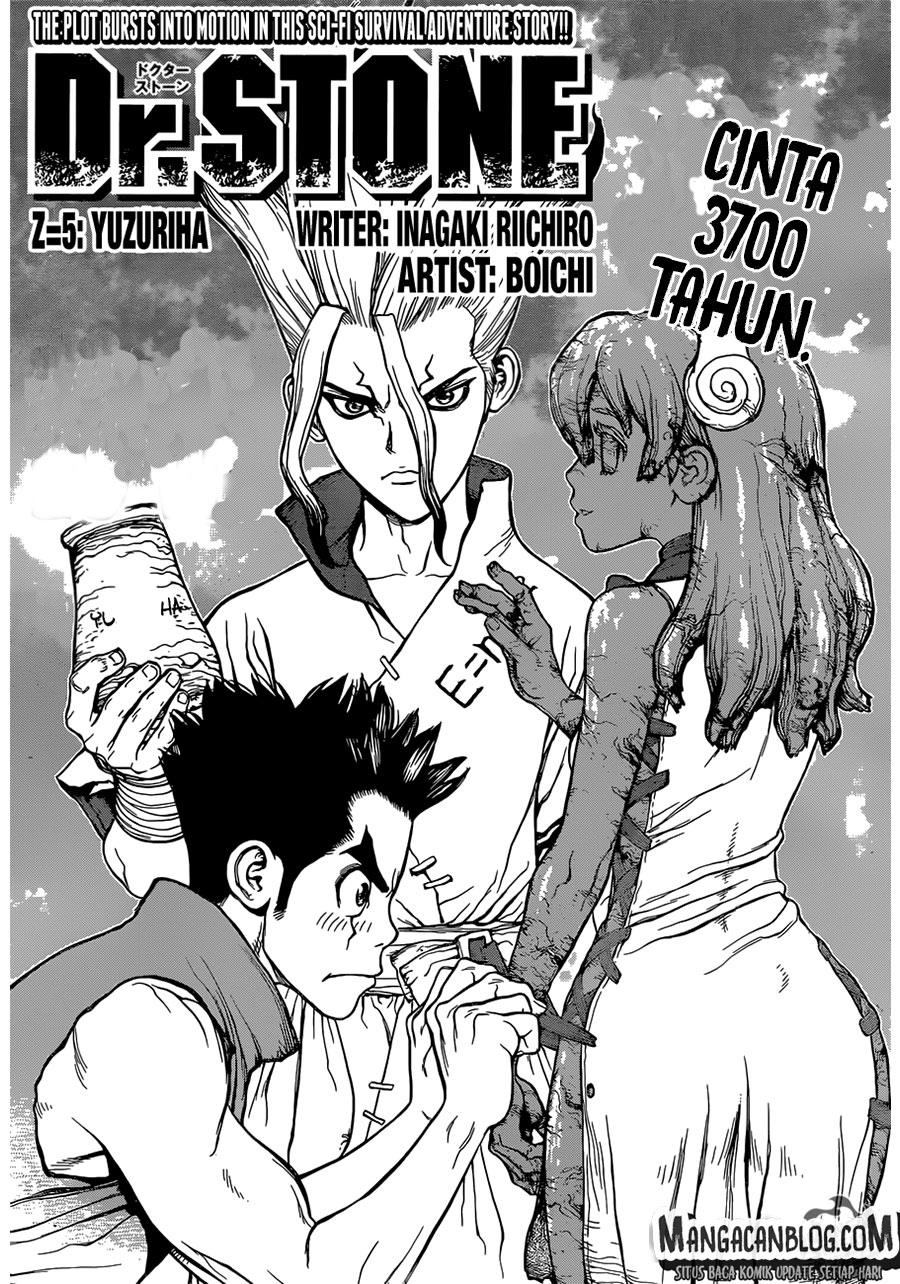 THE PLOT BURSTS INTO MOTION IN THIS SCI-FI SURVIVAL ADVENTURE STORY!!
ドクター
ストーン
Dr.STONE
Z=5: YUZURIHA
WRITER: INAGAKI RIICHIRO
ARTIST: BOICHI
CINTA
3700
TAHUN.
HA
E=m
MANGACANBLOG.COM
SITUS BACA KOMIK UPDATE SETIAP HARI